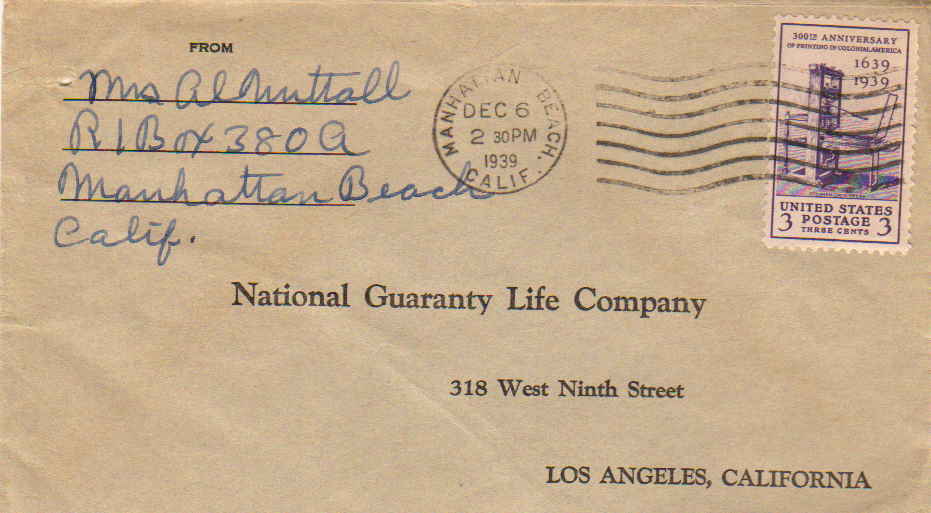 FROM
Mrs Al Nuttall
R 1 Box 380 A
Manhattan Beach
Calif.
MANHATTAN BEACH, CALIF.
DEC 6
2 30 PM
1939
300TH ANNIVERSARY
OF PRINTING IN COLONIAL AMERICA
1639
1939
UNITED STATES
3 POSTAGE 3
THREE CENTS
National Guaranty Life Company
318 West Ninth Street
LOS ANGELES, CALIFORNIA